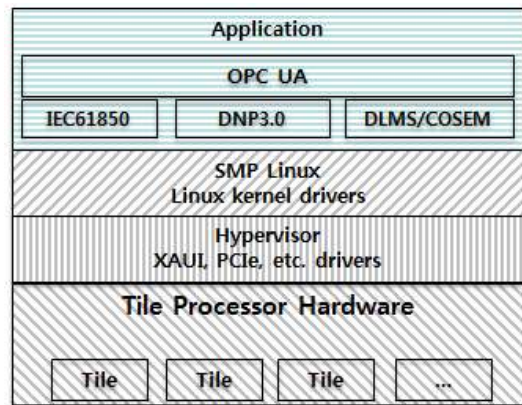 Application
OPC UA
IEC61850 DNP3.0 DLMS/COSEM
SMP Linux
Linux kernel drivers
Hypervisor
XAUI, PCIe, etc. drivers
Tile Processor Hardware
Tile Tile Tile ...